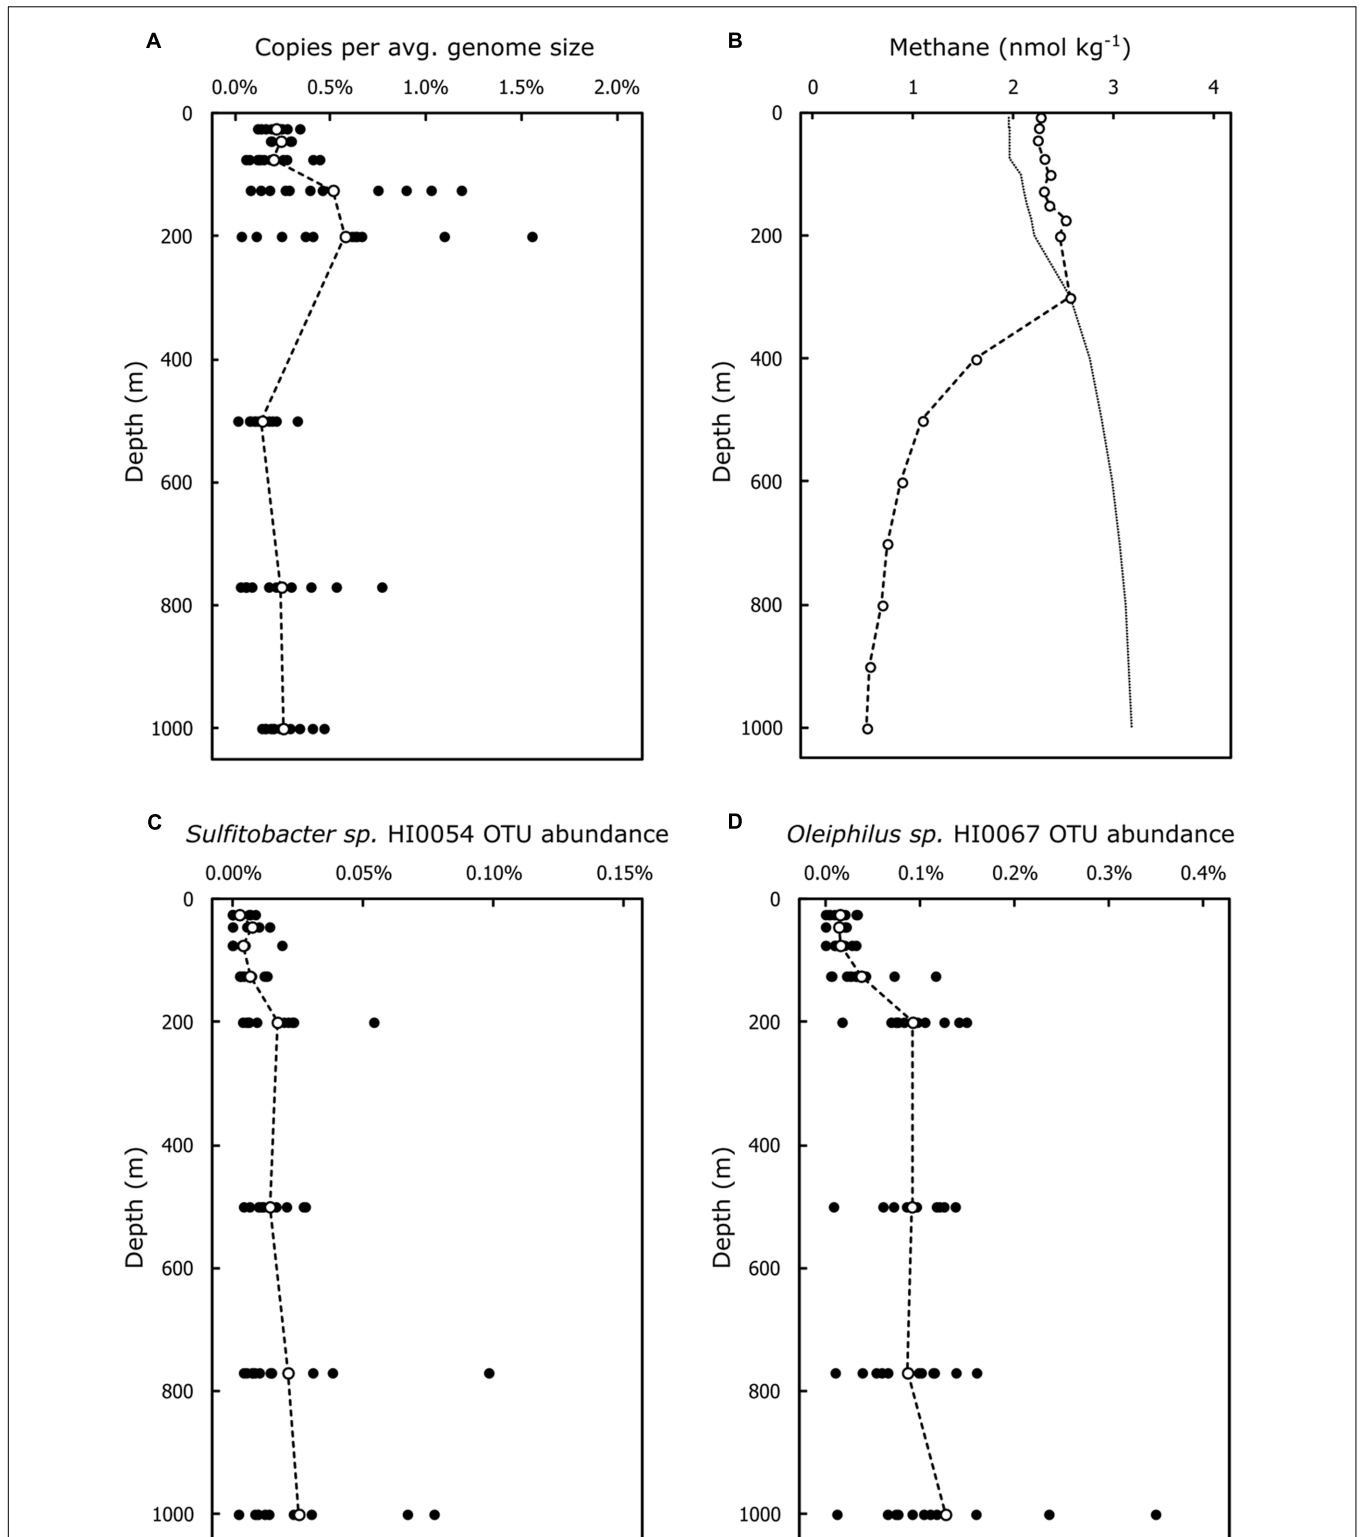 A Copies per avg. genome size
0.0% 0.5% 1.0% 1.5% 2.0%
0
200
400
600
800
1000
Depth (m)
B Methane (nmol kg-1)
0 1 2 3 4
0
200
400
600
800
1000
Depth (m)
C Sulfitobacter sp. HI0054 OTU abundance
0.00% 0.05% 0.10% 0.15%
0
200
400
600
800
1000
Depth (m)
D Oleiphilus sp. HI0067 OTU abundance
0.0% 0.1% 0.2% 0.3% 0.4%
0
200
400
600
800
1000
Depth (m)